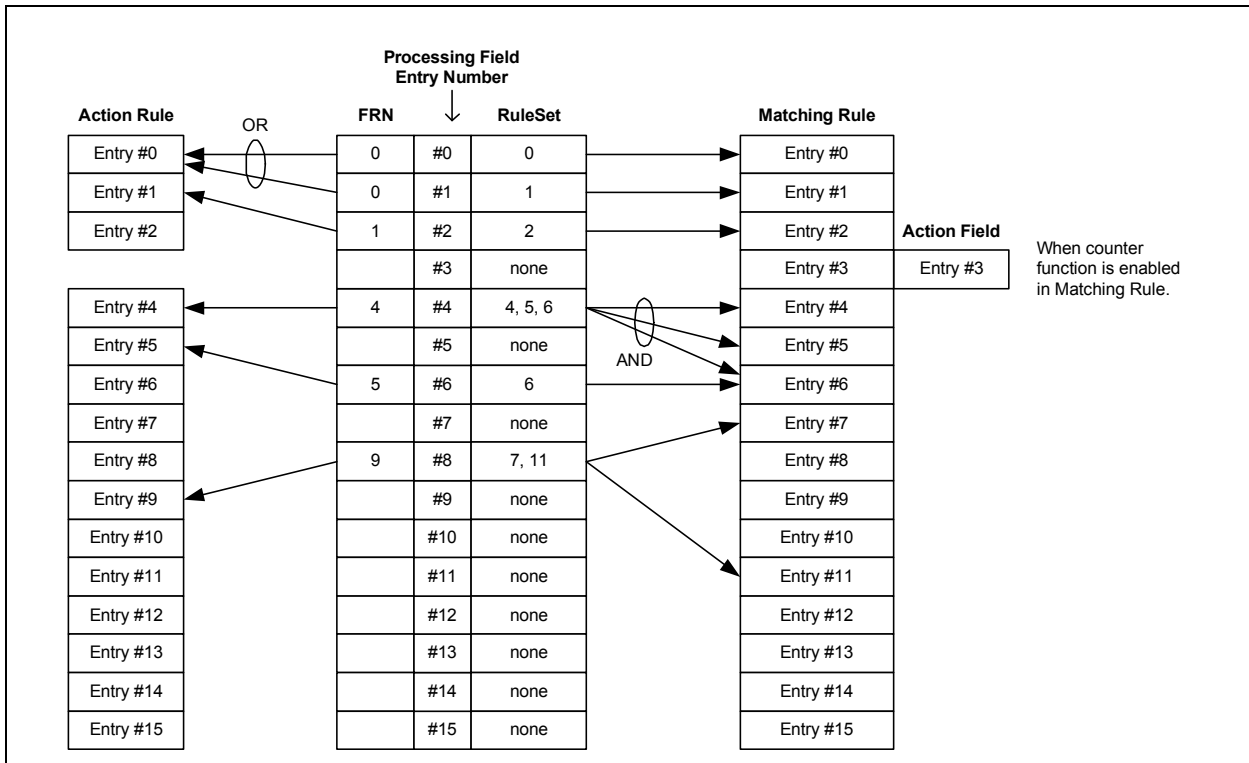 Processing Field
Entry Number
Action Rule FRN RuleSet Matching Rule
OR
Entry #0 0 #0 0 Entry #0
Entry #1 0 #1 1 Entry #1
Entry #2 1 #2 2 Entry #2 Action Field
#3 none Entry #3 Entry #3
When counter
function is enabled
in Matching Rule.
Entry #4 4 #4 4, 5, 6 Entry #4
Entry #5 #5 none Entry #5
AND
Entry #6 5 #6 6 Entry #6
Entry #7 #7 none Entry #7
Entry #8 9 #8 7, 11 Entry #8
Entry #9 #9 none Entry #9
Entry #10 #10 none Entry #10
Entry #11 #11 none Entry #11
Entry #12 #12 none Entry #12
Entry #13 #13 none Entry #13
Entry #14 #14 none Entry #14
Entry #15 #15 none Entry #15